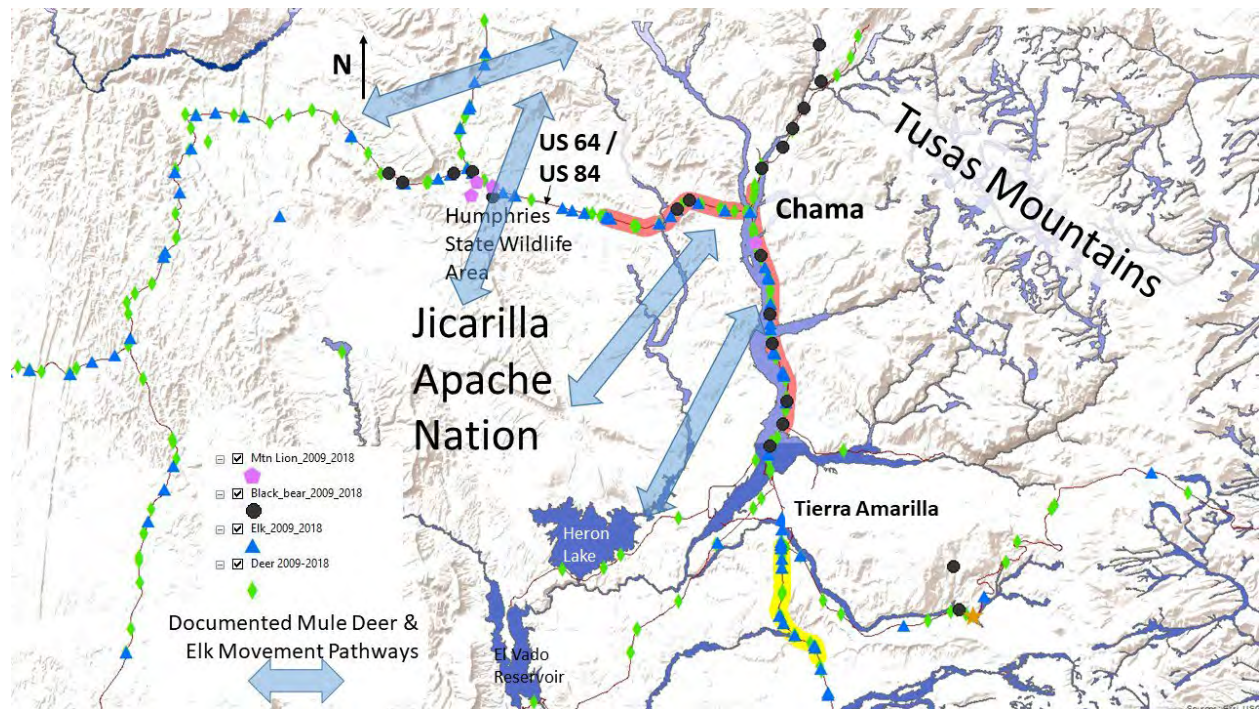 N
US 64 /
US 84
Tusas Mountains
Chama
Humphries
State Wildlife
Area
Jicarilla
Apache
Nation
Mtn Lion_2009_2018
Black_bear_2009_2018
Elk_2009_2018
Deer 2009-2018
Documented Mule Deer &
Elk Movement Pathways
Heron
Lake
Tierra Amarilla
El Vado
Reservoir